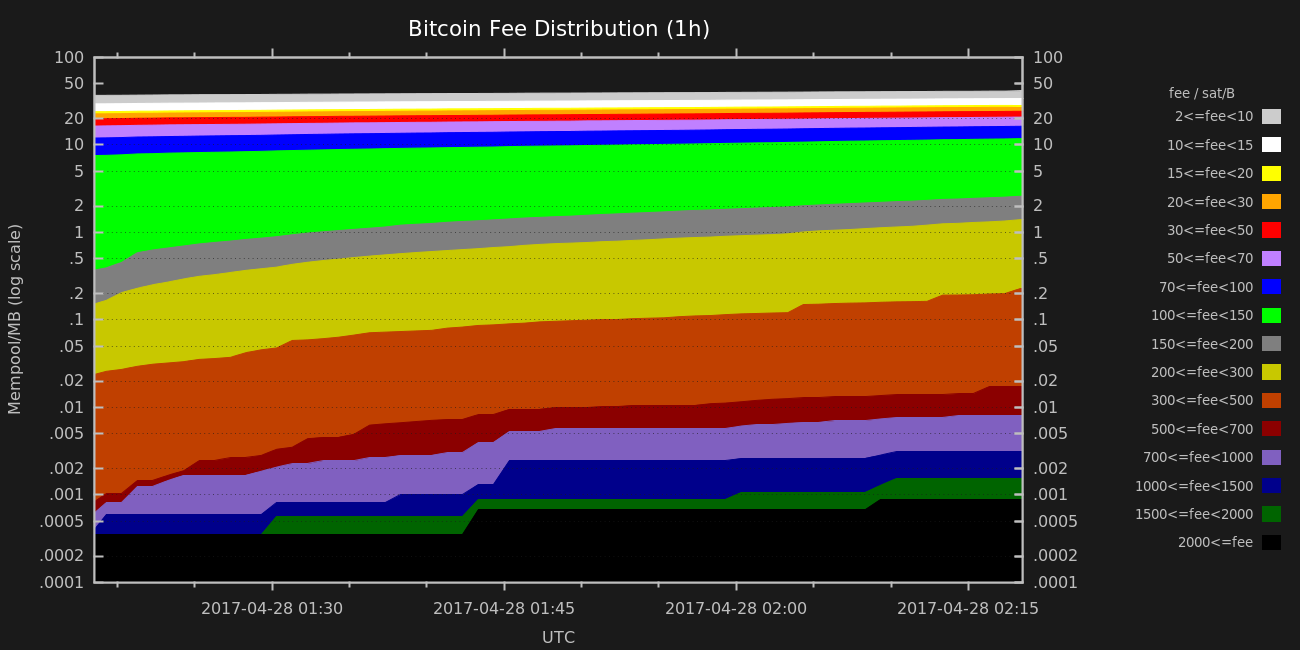 Bitcoin Fee Distribution (1h)
100
50
20
10
5
2
1
.5
.2
.1
.05
.02
.01
.005
.002
.001
.0005
.0002
.0001
Mempool/MB (log scale)
100
50
20
10
5
2
1
.5
.2
.1
.05
.02
.01
.005
.002
.001
.0005
.0002
.0001
2017-04-28 01:30
2017-04-28 01:45
2017-04-28 02:00
2017-04-28 02:15
UTC
fee / sat/B
2<=fee<10
10<=fee<15
15<=fee<20
20<=fee<30
30<=fee<50
50<=fee<70
70<=fee<100
100<=fee<150
150<=fee<200
200<=fee<300
300<=fee<500
500<=fee<700
700<=fee<1000
1000<=fee<1500
1500<=fee<2000
2000<=fee